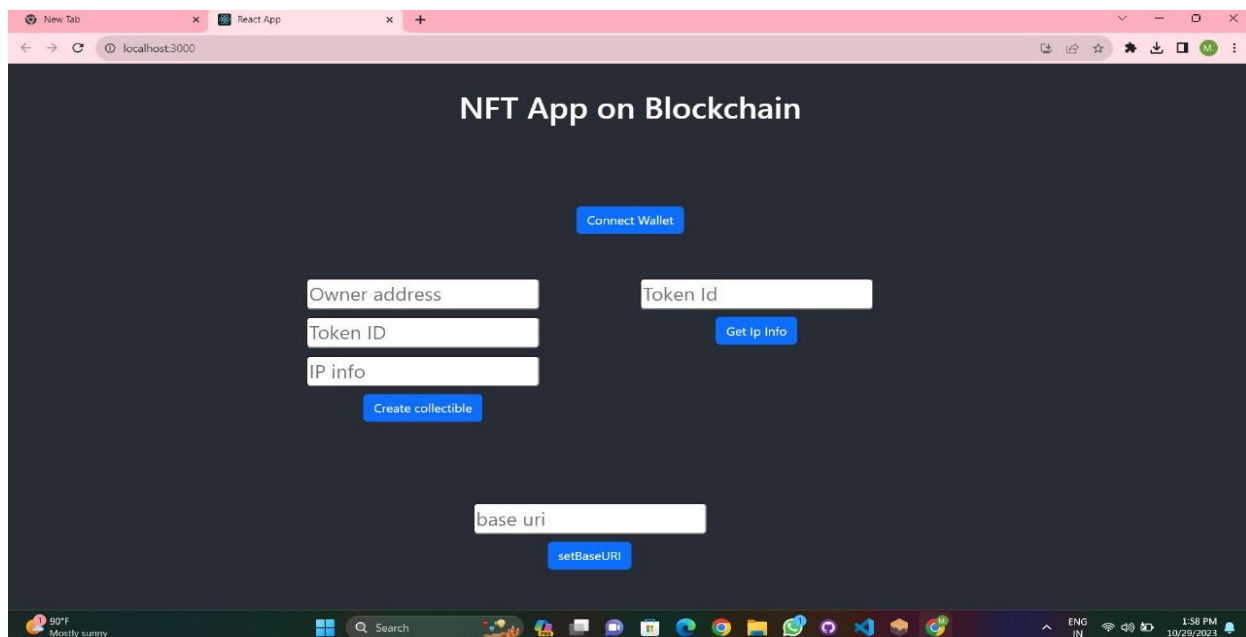 New Tab
React App
localhost:3000
M
NFT App on Blockchain
Connect Wallet
Owner address
Token Id
Token ID
Get Ip Info
IP info
Create collectible
base uri
setBaseURI
1
90°F
Mostly sunny
Search
ENG
IN
1:58 PM
10/29/2023